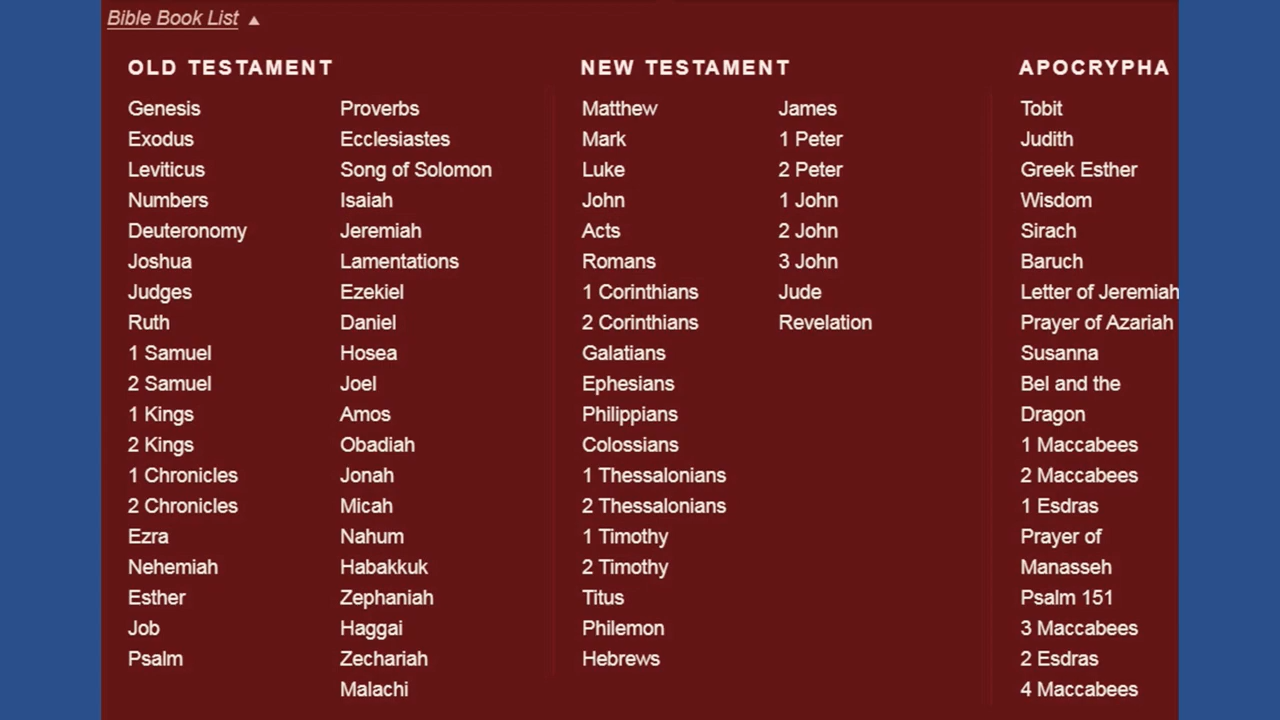 Bible Book List ▲
OLD TESTAMENT
Genesis
Exodus
Leviticus
Numbers
Deuteronomy
Joshua
Judges
Ruth
1 Samuel
2 Samuel
1 Kings
2 Kings
1 Chronicles
2 Chronicles
Ezra
Nehemiah
Esther
Job
Psalm
Proverbs
Ecclesiastes
Song of Solomon
Isaiah
Jeremiah
Lamentations
Ezekiel
Daniel
Hosea
Joel
Amos
Obadiah
Jonah
Micah
Nahum
Habakkuk
Zephaniah
Haggai
Zechariah
Malachi
NEW TESTAMENT
Matthew
Mark
Luke
John
Acts
Romans
1 Corinthians
2 Corinthians
Galatians
Ephesians
Philippians
Colossians
1 Thessalonians
2 Thessalonians
1 Timothy
2 Timothy
Titus
Philemon
Hebrews
James
1 Peter
2 Peter
1 John
2 John
3 John
Jude
Revelation
APOCRYPHA
Tobit
Judith
Greek Esther
Wisdom
Sirach
Baruch
Letter of Jeremiah
Prayer of Azariah
Susanna
Bel and the
Dragon
1 Maccabees
2 Maccabees
1 Esdras
Prayer of
Manasseh
Psalm 151
3 Maccabees
2 Esdras
4 Maccabees